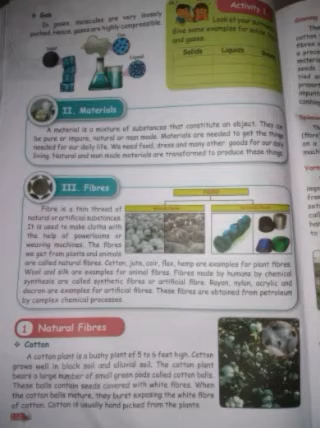 ❖ Gas
In gases molecules are very loosely
packed. Hence, gases are highly compressible.
Activity 1
Look at your
Give some examples for solids
and gases.
Solids Liquids
II. Materials
A material is a mixture of substances that constitute an object. They can
be pure or impure, natural or man made. Materials are needed to get the things
needed for our daily life. We need food, dress and many other goods for our daily
living. Natural and man made materials are transformed to produce these things.
III. Fibres
Fibre is a thin thread of
natural or artificial substances.
It is used to make cloths with
the help of powerlooms or
weaving machines. The fibres
we get from plants and animals
are called natural fibres. Cotton, jute, coir, flax, hemp are examples for plant fibres.
Wool and silk are examples for animal fibres. Fibres made by humans by chemical
synthesis are called synthetic fibres or artificial fibre. Rayon, nylon, acrylic and
dacron are examples for artificial fibres. These fibres are obtained from petroleum
by complex chemical processes.
1 Natural Fibres
❖ Cotton
A cotton plant is a bushy plant of 5 to 6 feet high. Cotton
grows well in black soil and alluvial soil. The cotton plant
bears a large number of small green pods called cotton balls.
These balls contain seeds covered with white fibres. When
the cotton balls mature, they burst exposing the white fibre
of cotton. Cotton is usually hand picked from the plants